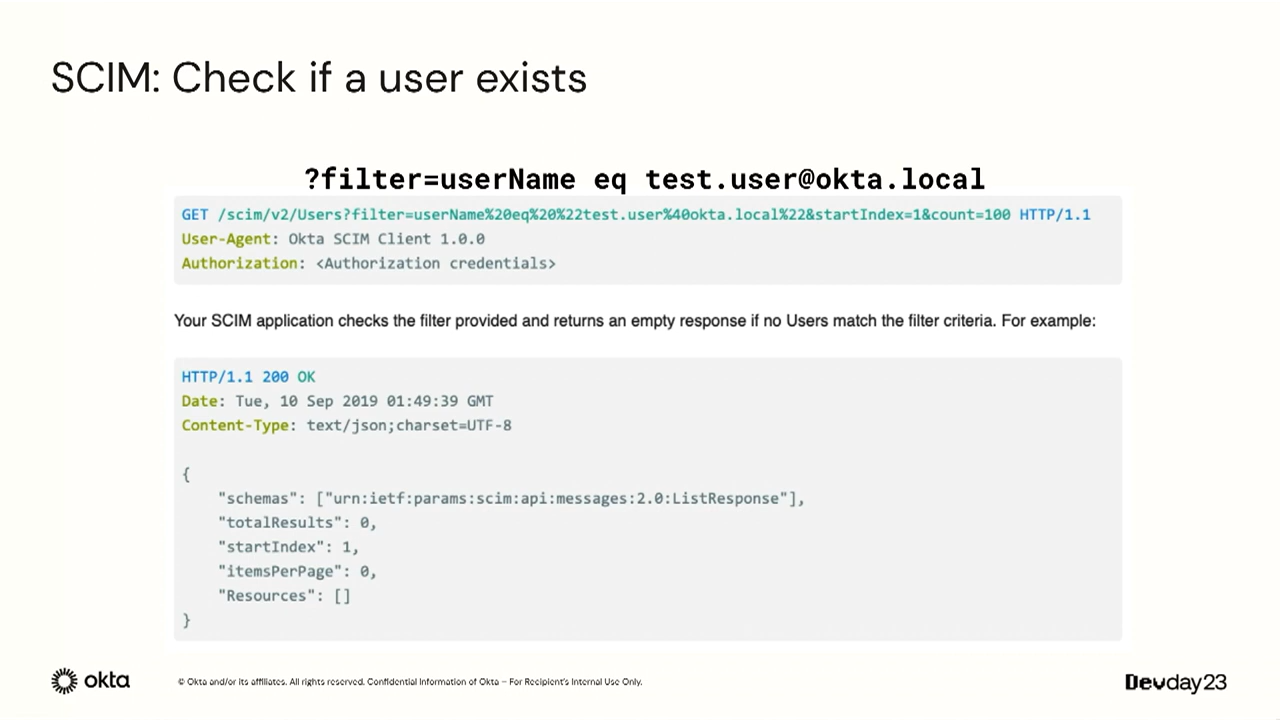 SCIM: Check if a user exists
?filter=userName eq test.user@okta.local
GET /scim/v2/Users?filter=userName%20eq%20%22test.user%40okta.local%22&startIndex=1&count=100 HTTP/1.1
User-Agent: Okta SCIM Client 1.0.0
Authorization: <Authorization credentials>
Your SCIM application checks the filter provided and returns an empty response if no Users match the filter criteria. For example:
HTTP/1.1 200 OK
Date: Tue, 10 Sep 2019 01:49:39 GMT
Content-Type: text/json;charset=UTF-8
{
"schemas": ["urn:ietf:params:scim:api:messages:2.0:ListResponse"],
"totalResults": 0,
"startIndex": 1,
"itemsPerPage": 0,
"Resources": []
}
okta
© Okta and/or its affiliates. All rights reserved. Confidential Information of Okta – For Recipient's Internal Use Only.
Devday23